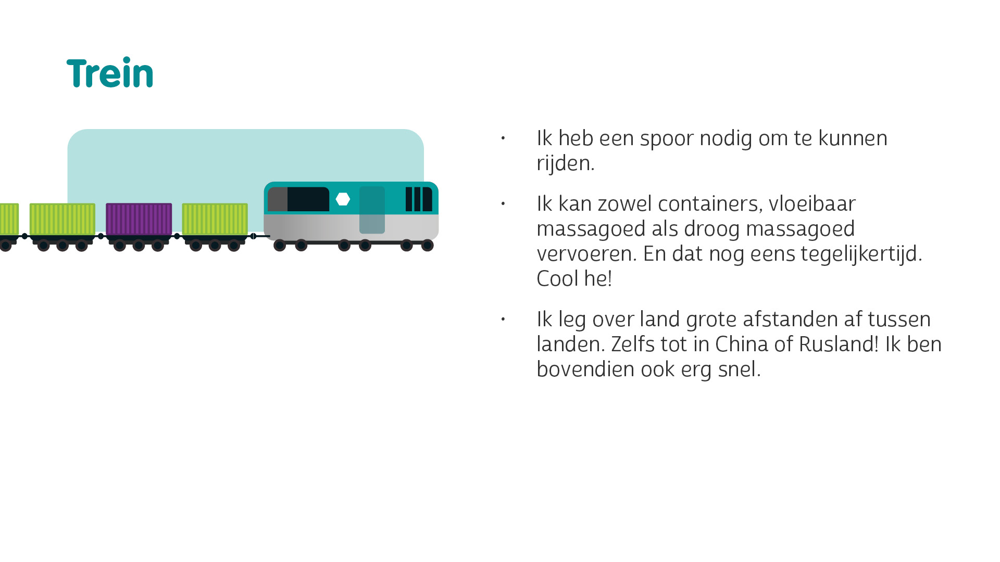 Trein
• Ik heb een spoor nodig om te kunnen
rijden.
• Ik kan zowel containers, vloeibaar
massagoed als droog massagoed
vervoeren. En dat nog eens tegelijkertijd.
Cool he!
• Ik leg over land grote afstanden af tussen
landen. Zelfs tot in China of Rusland! Ik ben
bovendien ook erg snel.